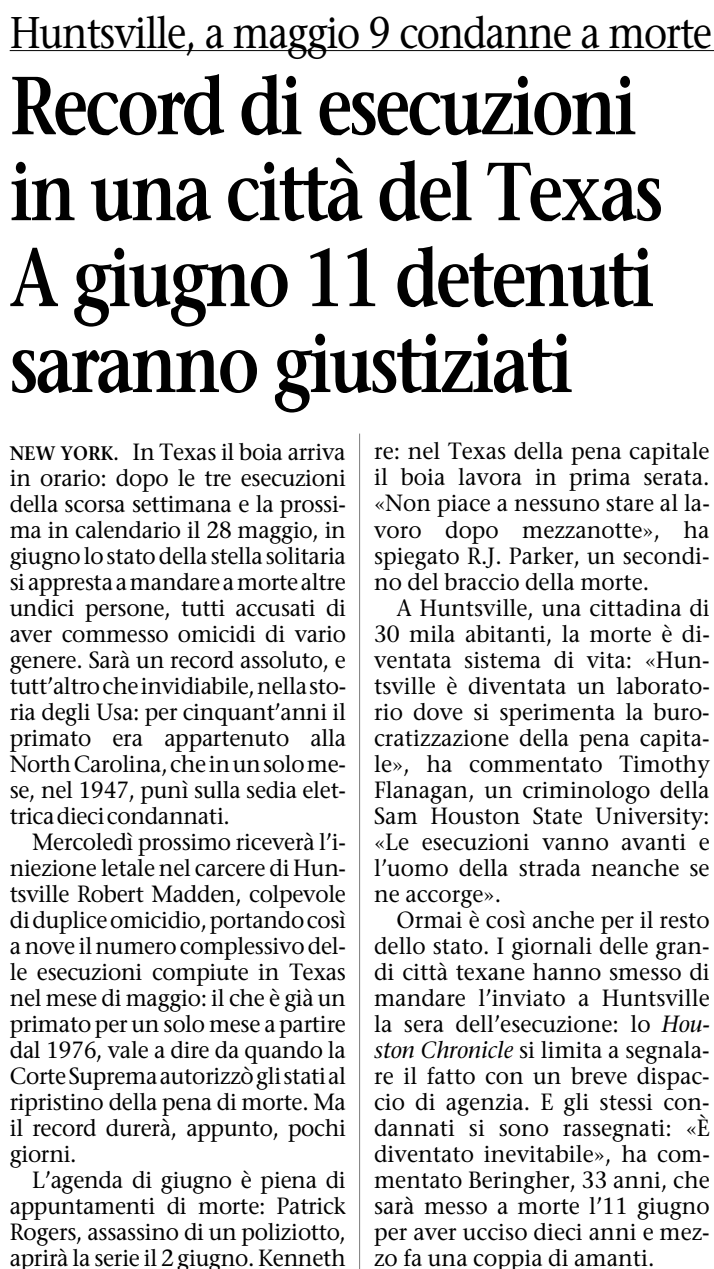 Huntsville, a maggio 9 condanne a morte
Record di esecuzioni
in una città del Texas
A giugno 11 detenuti
saranno giustiziati
NEW YORK. In Texas il boia arriva
in orario: dopo le tre esecuzioni
della scorsa settimana e la prossi-
ma in calendario il 28 maggio, in
giugno lo stato della stella solitaria
si appresta a mandare a morte altre
undici persone, tutti accusati di
aver commesso omicidi di vario
genere. Sarà un record assoluto, e
tutt'altro che invidiabile, nella sto-
ria degli Usa: per cinquant'anni il
primato era appartenuto alla
North Carolina, che in un solo me-
se, nel 1947, punì sulla sedia elet-
trica dieci condannati.
Mercoledì prossimo riceverà l'i-
niezione letale nel carcere di Hun-
tsville Robert Madden, colpevole
di duplice omicidio, portando così
a nove il numero complessivo del-
le esecuzioni compiute in Texas
nel mese di maggio: il che è già un
primato per un solo mese a partire
dal 1976, vale a dire da quando la
Corte Suprema autorizzò gli stati al
ripristino della pena di morte. Ma
il record durerà, appunto, pochi
giorni.
L'agenda di giugno è piena di
appuntamenti di morte: Patrick
Rogers, assassino di un poliziotto,
aprirà la serie il 2 giugno. Kenneth
re: nel Texas della pena capitale
il boia lavora in prima serata.
«Non piace a nessuno stare al la-
voro dopo mezzanotte», ha
spiegato R.J. Parker, un secondi-
no del braccio della morte.
A Huntsville, una cittadina di
30 mila abitanti, la morte è di-
ventata sistema di vita: «Hun-
tsville è diventata un laborato-
rio dove si sperimenta la buro-
cratizzazione della pena capita-
le», ha commentato Timothy
Flanagan, un criminologo della
Sam Houston State University:
«Le esecuzioni vanno avanti e
l'uomo della strada neanche se
ne accorge».
Ormai è così anche per il resto
dello stato. I giornali delle gran-
di città texane hanno smesso di
mandare l'inviato a Huntsville
la sera dell'esecuzione: lo Hou-
ston Chronicle si limita a segnala-
re il fatto con un breve dispac-
cio di agenzia. E gli stessi con-
dannati si sono rassegnati: «È
diventato inevitabile», ha com-
mentato Beringher, 33 anni, che
sarà messo a morte l'11 giugno
per aver ucciso dieci anni e mez-
zo fa una coppia di amanti.